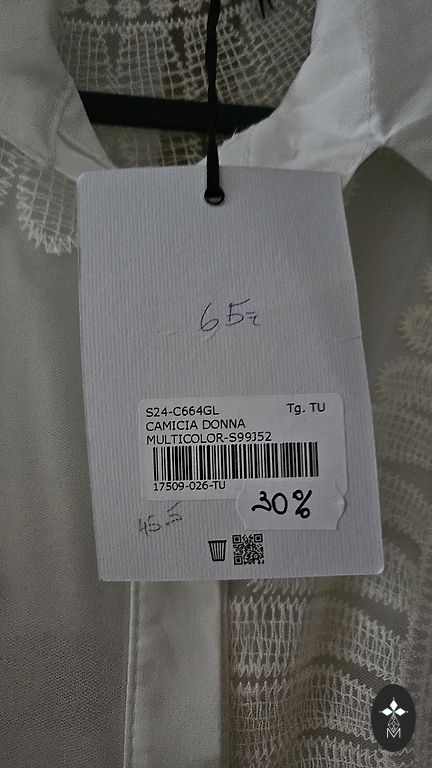 65=
S24-C664GL Tg. TU
CAMICIA DONNA
MULTICOLOR-S99J52
17509-026-TU
30%
45.5
M